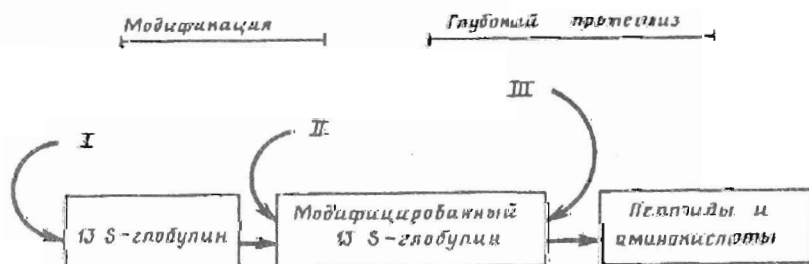 Модификация
Глубокий протеолиз
III
I
II
13 S-глобулин
Модифицированный
13 S-глобулин
Пептиды и
аминокислоты